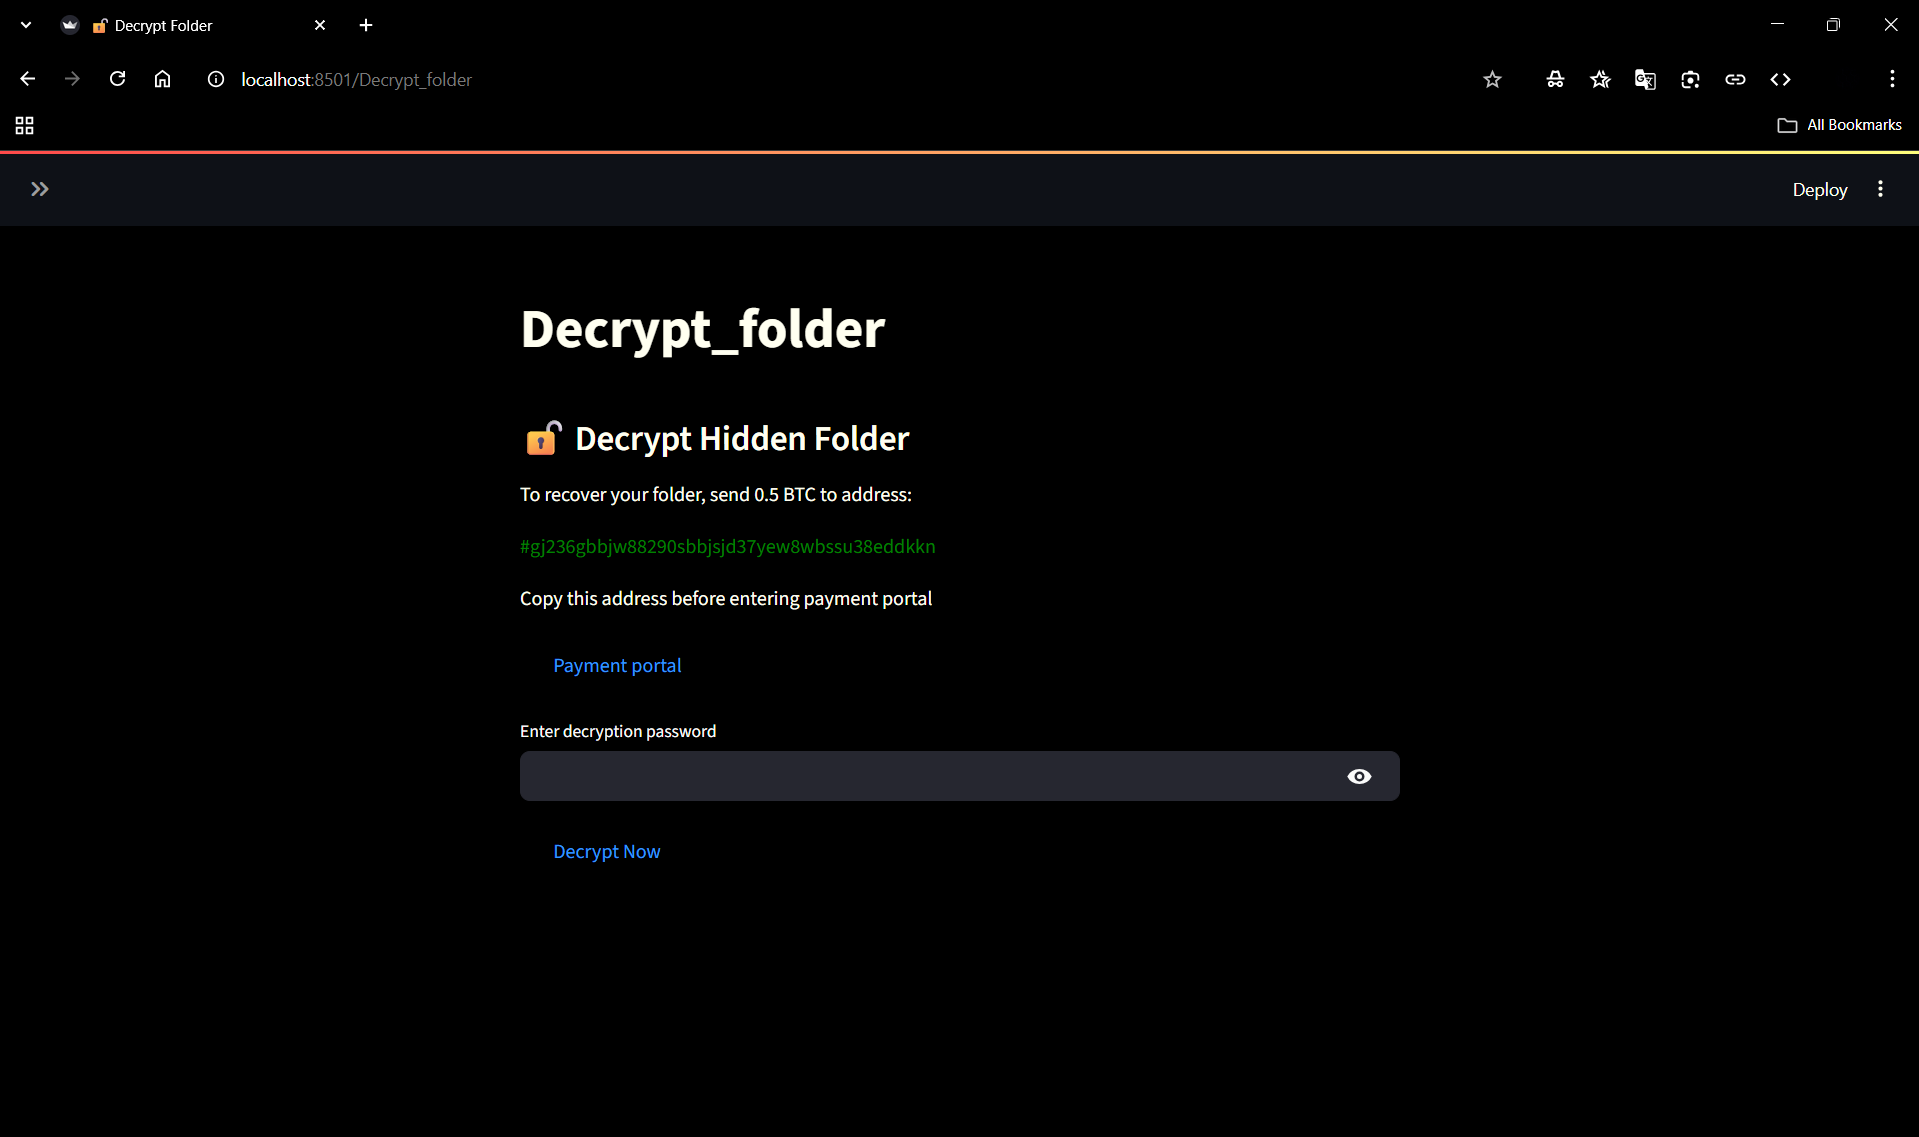 Decrypt Folder
localhost:8501/Decrypt_folder
All Bookmarks
Deploy
Decrypt_folder
Decrypt Hidden Folder
To recover your folder, send 0.5 BTC to address:
#gj236gbbjw88290sbbjsjd37yew8wbssu38eddkkn
Copy this address before entering payment portal
Payment portal
Enter decryption password
Decrypt Now